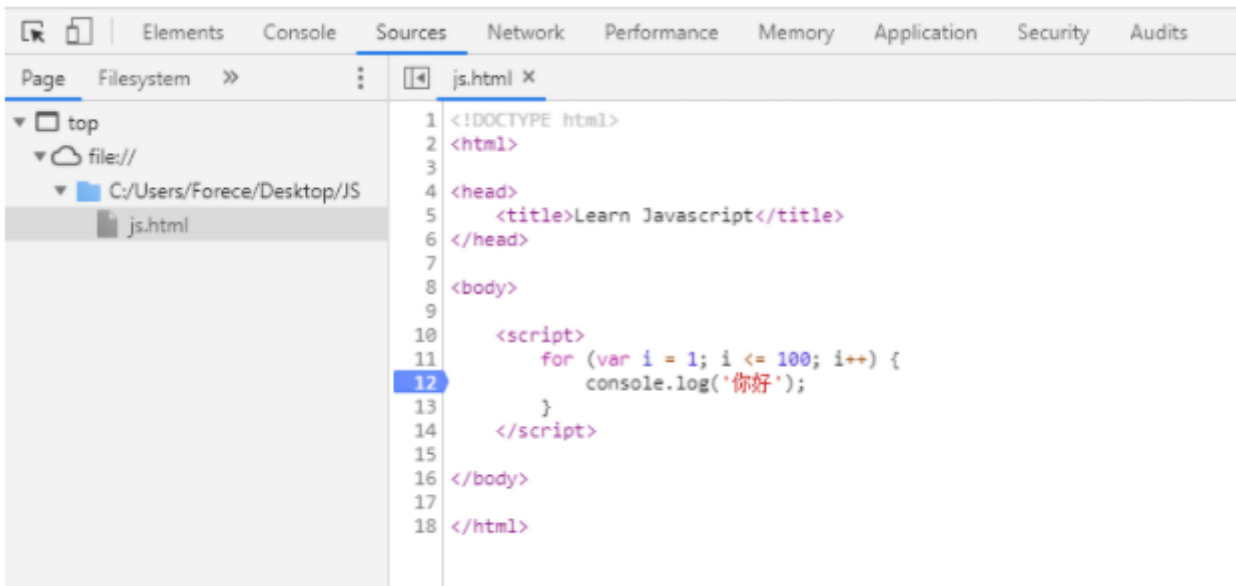 Elements Console Sources Network Performance Memory Application Security Audits
Page Filesystem » js.html ×
top
file://
C:/Users/Forece/Desktop/JS
js.html
1 <!DOCTYPE html>
2 <html>
3
4 <head>
5 <title>Learn Javascript</title>
6 </head>
7
8 <body>
9
10 <script>
11 for (var i = 1; i <= 100; i++) {
12 console.log('你好');
13 }
14 </script>
15
16 </body>
17
18 </html>